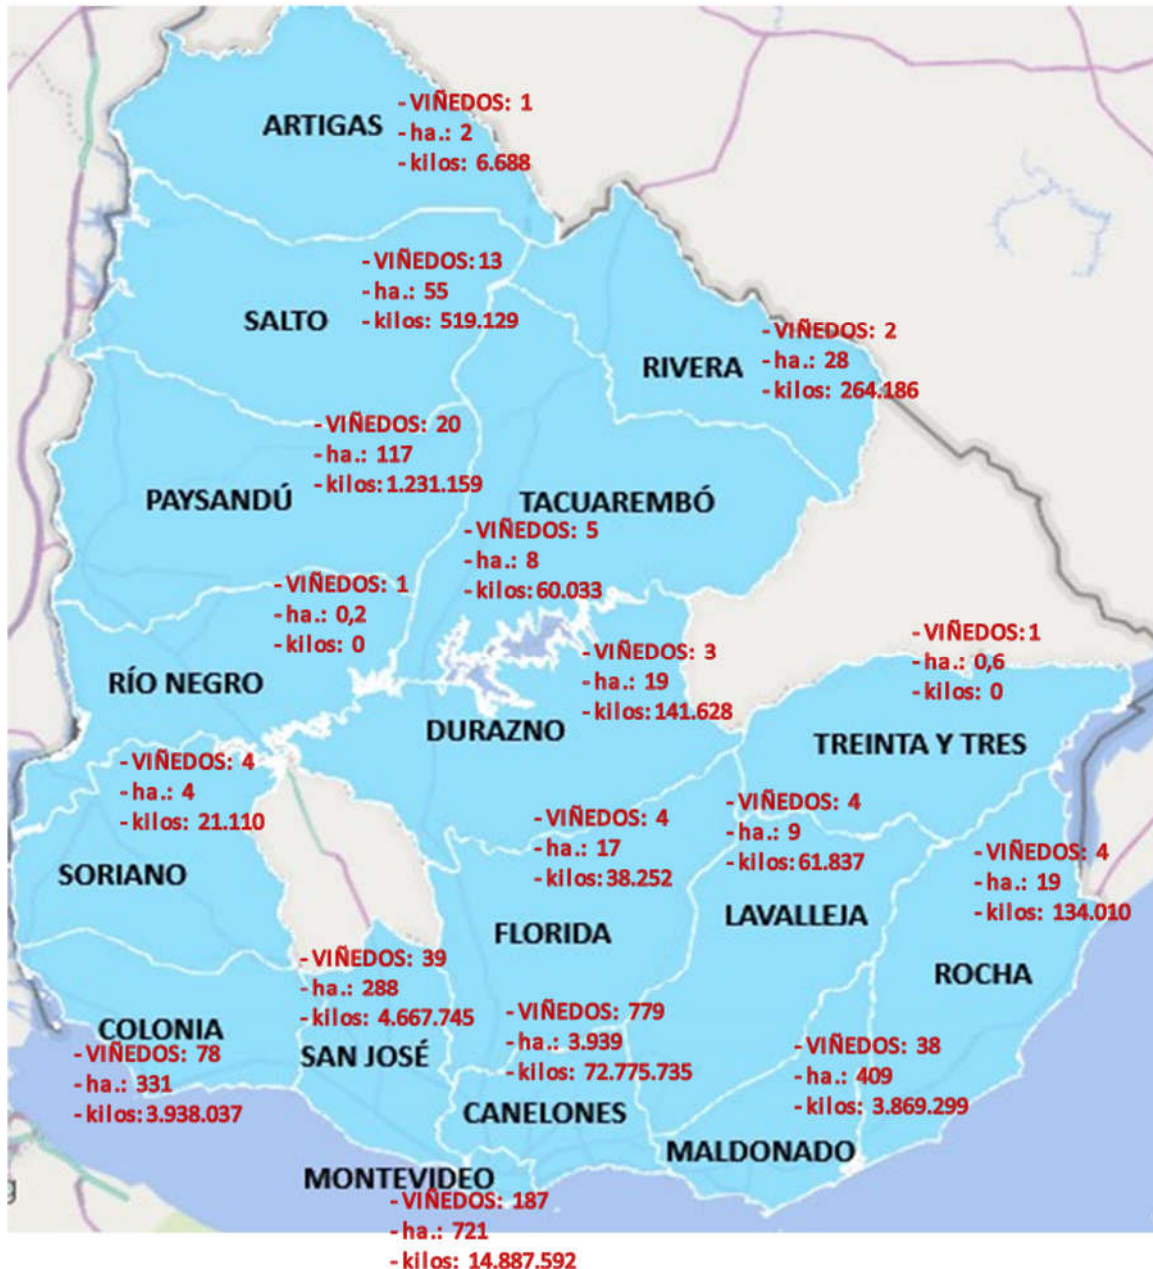 ARTIGAS
- VIÑEDOS: 1
- ha.: 2
- kilos: 6.688
SALTO
- VIÑEDOS: 13
- ha.: 55
- kilos: 519.129
RIVERA
- VIÑEDOS: 2
- ha.: 28
- kilos: 264.186
PAYSANDÚ
- VIÑEDOS: 20
- ha.: 117
- kilos: 1.231.159
TACUAREMBÓ
- VIÑEDOS: 5
- ha.: 8
- kilos: 60.033
RÍO NEGRO
- VIÑEDOS: 1
- ha.: 0,2
- kilos: 0
DURAZNO
- VIÑEDOS: 3
- ha.: 19
- kilos: 141.628
TREINTA Y TRES
- VIÑEDOS: 1
- ha.: 0,6
- kilos: 0
SORIANO
- VIÑEDOS: 4
- ha.: 4
- kilos: 21.110
FLORIDA
- VIÑEDOS: 4
- ha.: 17
- kilos: 38.252
LAVALLEJA
- VIÑEDOS: 4
- ha.: 9
- kilos: 61.837
ROCHA
- VIÑEDOS: 4
- ha.: 19
- kilos: 134.010
COLONIA
- VIÑEDOS: 78
- ha.: 331
- kilos: 3.938.037
SAN JOSÉ
- VIÑEDOS: 39
- ha.: 288
- kilos: 4.667.745
CANELONES
- VIÑEDOS: 779
- ha.: 3.939
- kilos: 72.775.735
MALDONADO
- VIÑEDOS: 38
- ha.: 409
- kilos: 3.869.299
MONTEVIDEO
- VIÑEDOS: 187
- ha.: 721
- kilos: 14.887.592